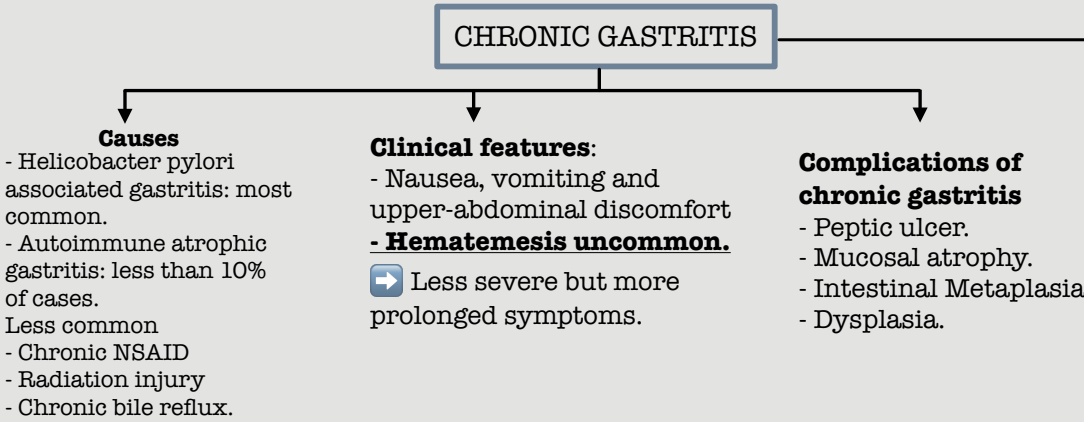 CHRONIC GASTRITIS
Causes
- Helicobacter pylori
associated gastritis: most
common.
- Autoimmune atrophic
gastritis: less than 10%
of cases.
Less common
- Chronic NSAID
- Radiation injury
- Chronic bile reflux.
Clinical features:
- Nausea, vomiting and
upper-abdominal discomfort
- Hematemesis uncommon.
➡️ Less severe but more
prolonged symptoms.
Complications of
chronic gastritis
- Peptic ulcer.
- Mucosal atrophy.
- Intestinal Metaplasia
- Dysplasia.